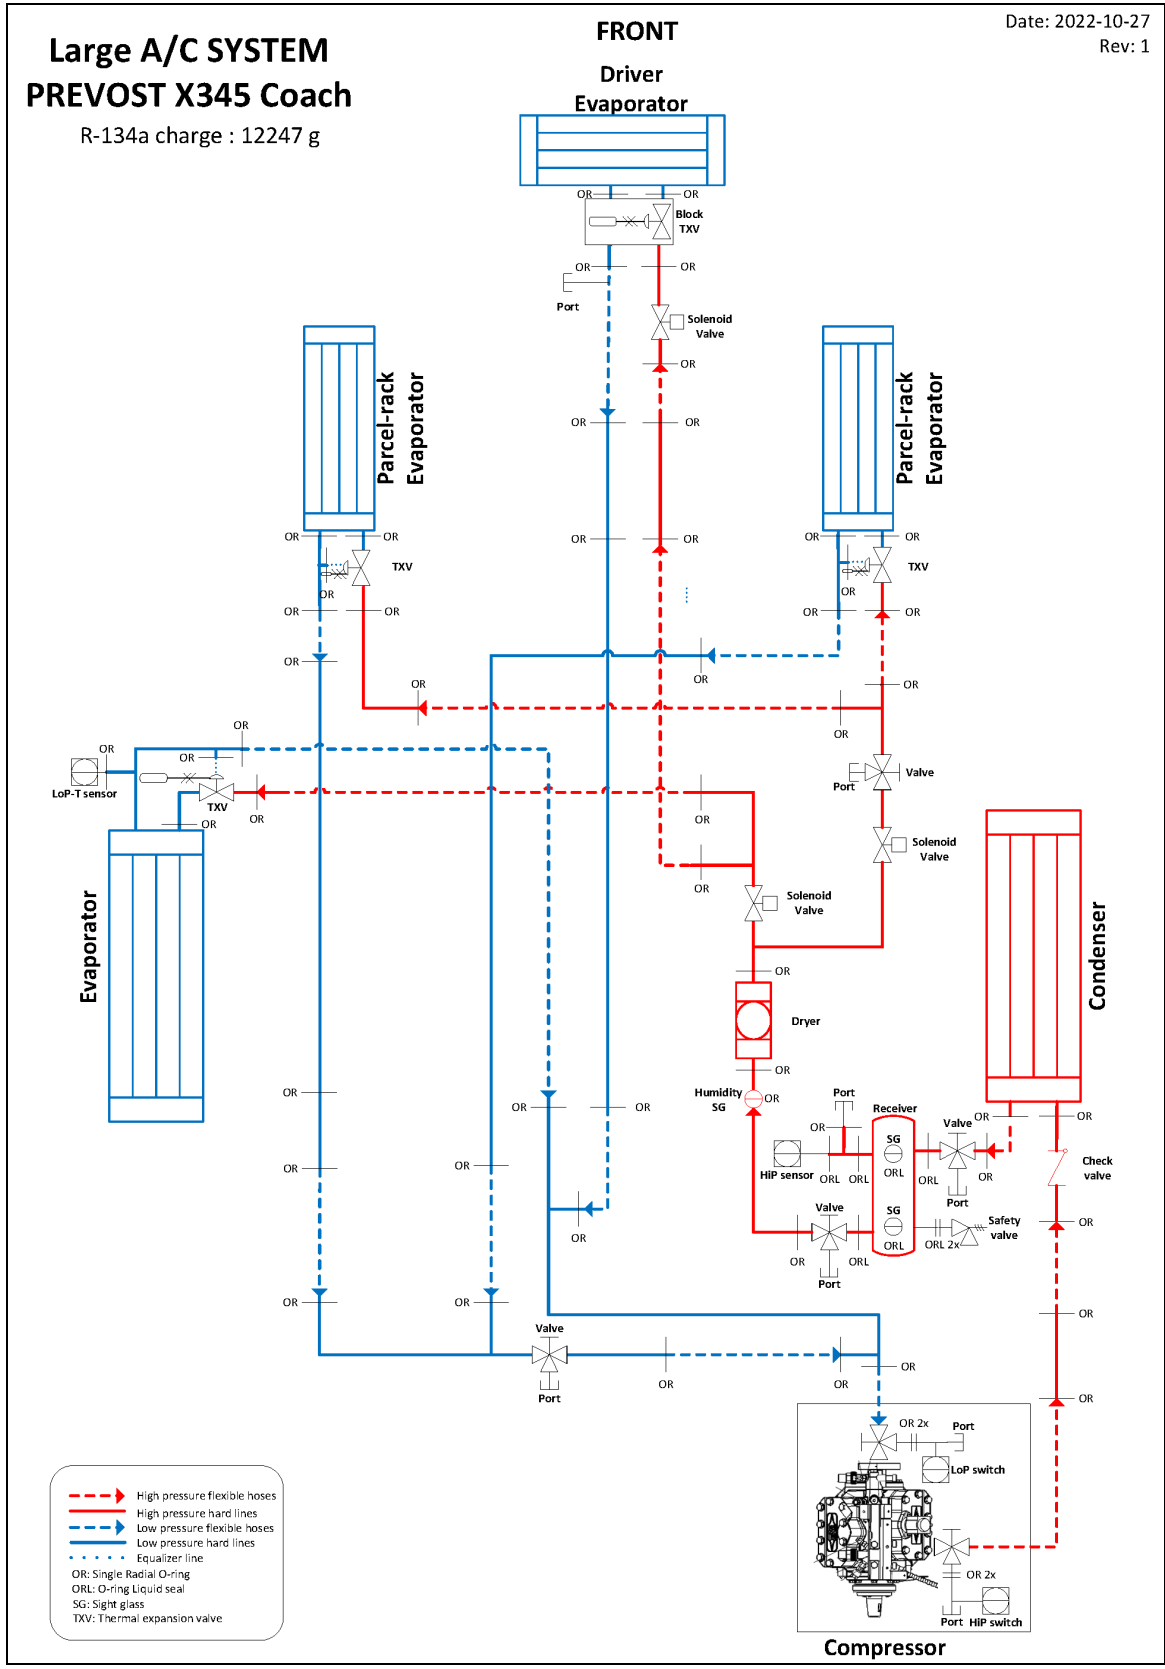 Large A/C SYSTEM
PREVOST X345 Coach
R-134a charge : 12247 g
FRONT
Date: 2022-10-27
Rev: 1
Driver
Evaporator
OR
OR
Block
TXV
OR
OR
Port
Solenoid
Valve
OR
Parcel-rack
Evaporator
Parcel-rack
Evaporator
OR
OR
OR
OR
OR
OR
OR
OR
TXV
OR
TXV
OR
OR
OR
OR
OR
OR
OR
OR
OR
OR
OR
OR
OR
OR
LoP-T sensor
TXV
OR
OR
OR
Port
Valve
Solenoid
Valve
OR
Solenoid
Valve
Evaporator
Condenser
OR
Dryer
OR
Humidity
SG
OR
Port
Receiver
OR
OR
OR
Valve
OR
OR
OR
SG
HiP sensor
ORL
ORL
ORL
ORL
OR
Port
Check
valve
OR
OR
Valve
SG
Safety
valve
OR
OR
ORL
ORL
ORL 2x
Port
OR
OR
OR
OR
Valve
Port
OR
OR
OR
OR
OR 2x
Port
LoP switch
OR 2x
Port
HiP switch
Compressor
High pressure flexible hoses
High pressure hard lines
Low pressure flexible hoses
Low pressure hard lines
Equalizer line
OR: Single Radial O-ring
ORL: O-ring Liquid seal
SG: Sight glass
TXV: Thermal expansion valve